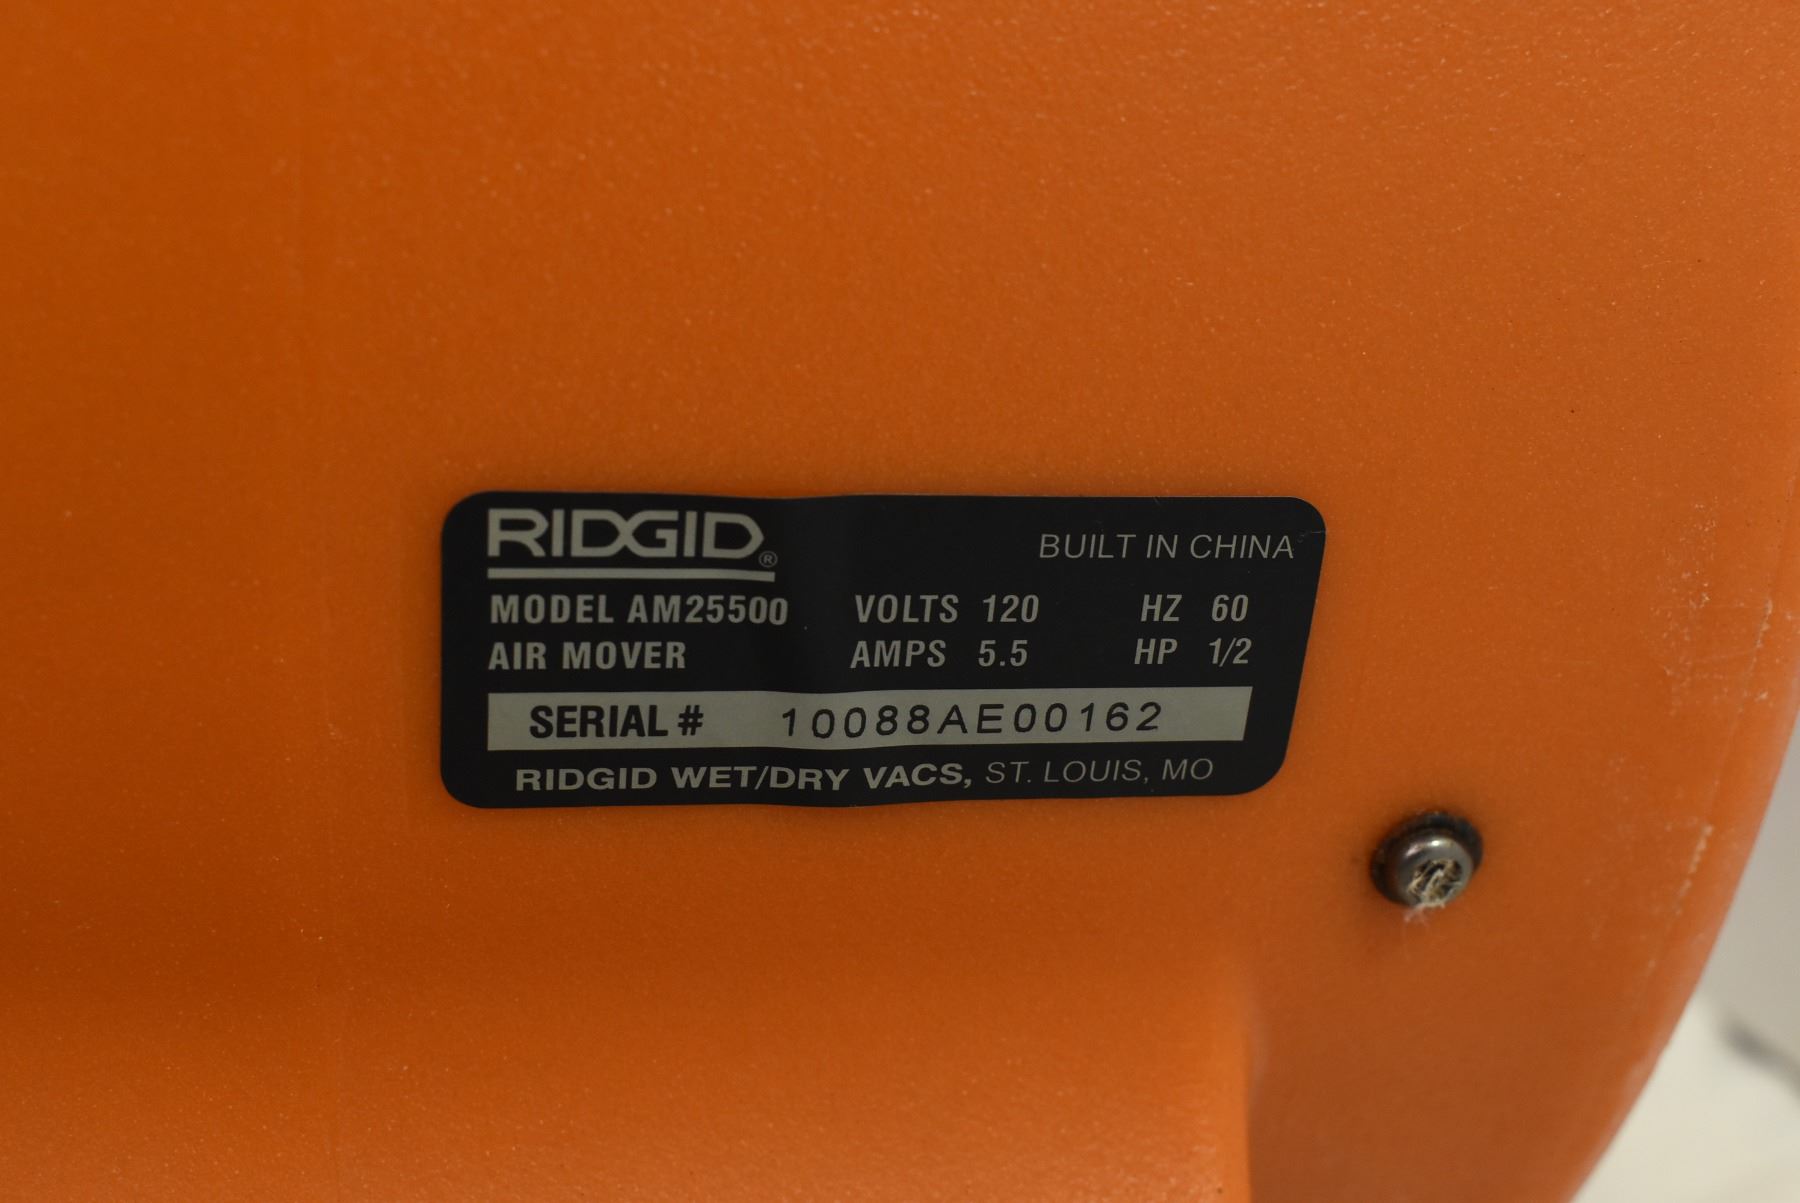 RIDGID®
BUILT IN CHINA
MODEL AM25500 VOLTS 120 HZ 60
AIR MOVER AMPS 5.5 HP 1/2
SERIAL # 10088AE00162
RIDGID WET/DRY VACS, ST. LOUIS, MO